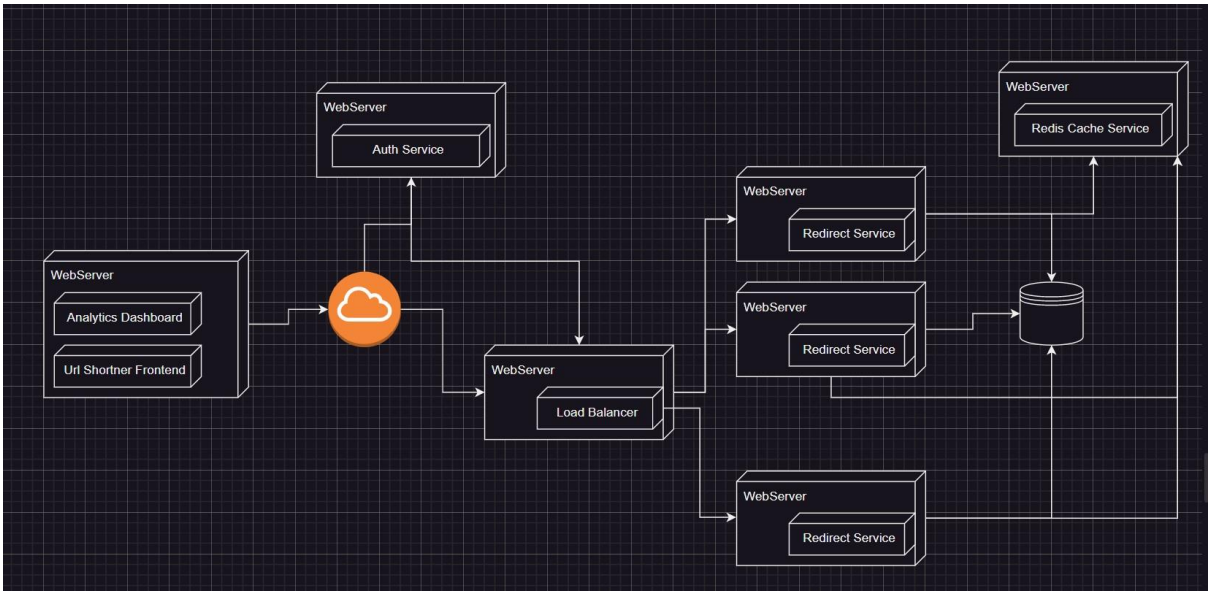 WebServer
Auth Service
WebServer
Redis Cache Service
WebServer
Redirect Service
WebServer
Analytics Dashboard
Url Shortner Frontend
WebServer
Redirect Service
WebServer
Load Balancer
WebServer
Redirect Service